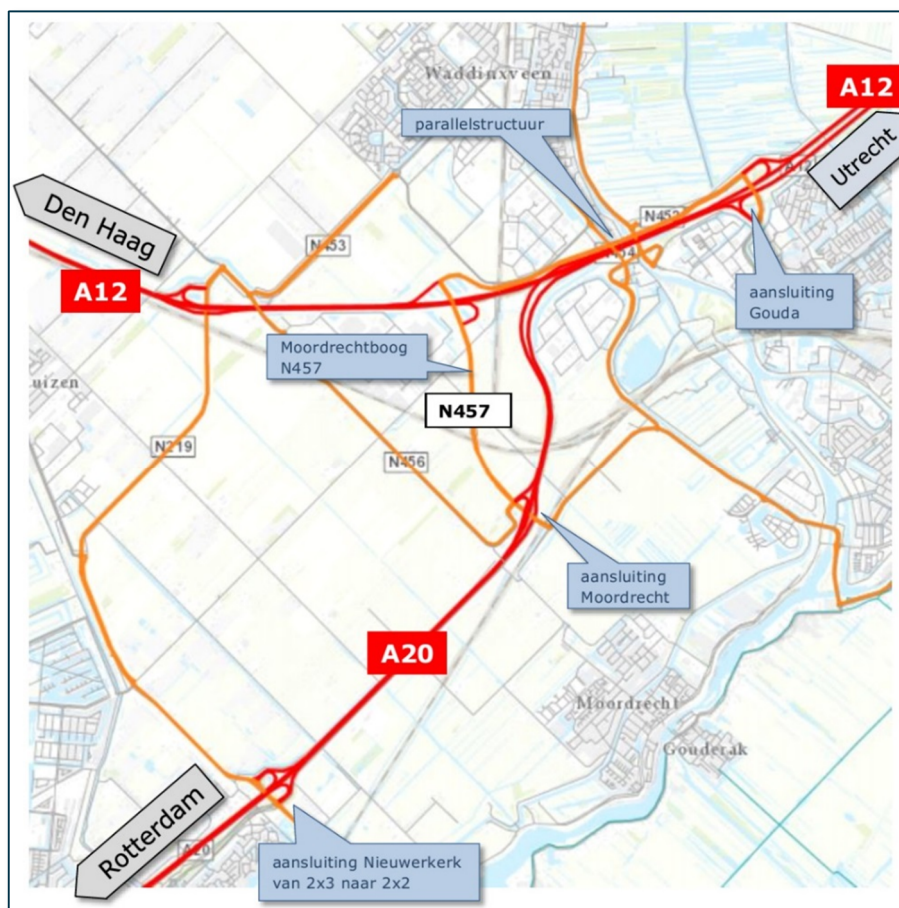 Waddinxveen
A12
parallelstructuur
Utrecht
A12
Den Haag
N453
N452
A12
aansluiting
Gouda
Moordrechtboog
N457
N457
N219
N456
aansluiting
Moordrecht
A20
Moordrecht
Gouderak
Rotterdam
A20
aansluiting Nieuwerkerk
van 2x3 naar 2x2